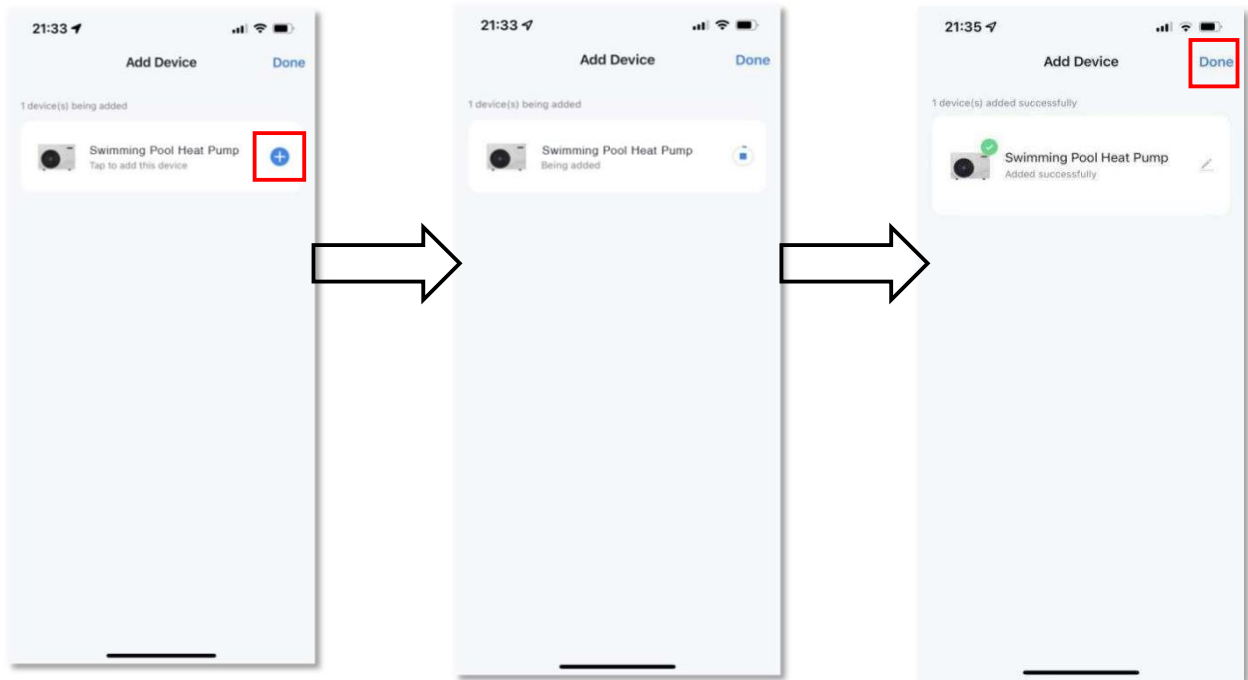 21:33
Add Device
Done
1 device(s) being added
Swimming Pool Heat Pump
Tap to add this device
21:33
Add Device
Done
1 device(s) being added
Swimming Pool Heat Pump
Being added
21:35
Add Device
Done
1 device(s) added successfully
Swimming Pool Heat Pump
Added successfully